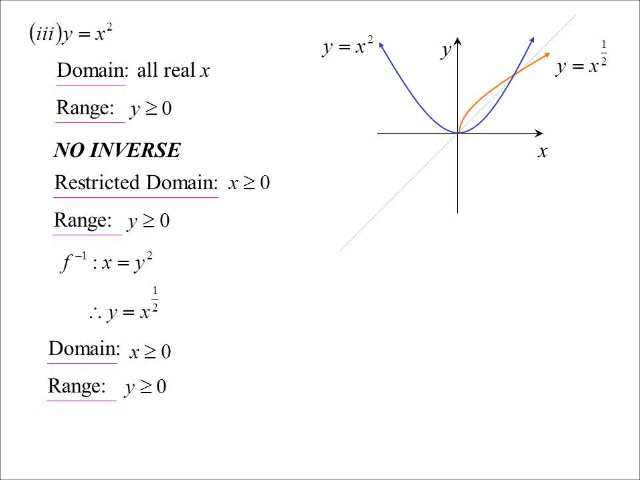 (iii) y = x²
Domain: all real x
Range: y ≥ 0
NO INVERSE
Restricted Domain: x ≥ 0
Range: y ≥ 0
f⁻¹ : x = y²
∴ y = x^(1/2)
Domain: x ≥ 0
Range: y ≥ 0
y = x²
y
y = x^(1/2)
x